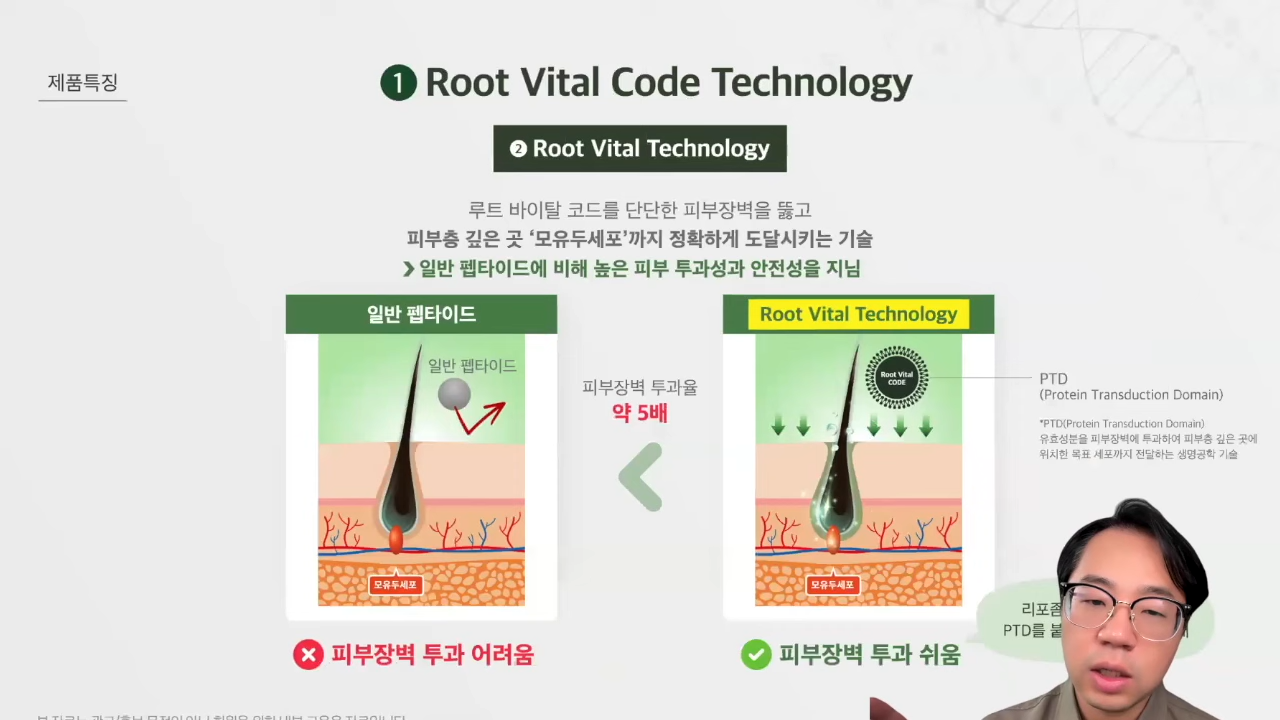 제품특징
1 Root Vital Code Technology
2 Root Vital Technology
루트 바이탈 코드를 단단한 피부장벽을 뚫고
피부층 깊은 곳 ‘모유두세포’까지 정확하게 도달시키는 기술
❯ 일반 펩타이드에 비해 높은 피부 투과성과 안전성을 지님
일반 펩타이드
일반 펩타이드
모유두세포
피부장벽 투과 어려움
피부장벽 투과율
약 5배
Root Vital Technology
Root Vital
CODE
모유두세포
피부장벽 투과 쉬움
PTD
(Protein Transduction Domain)
*PTD(Protein Transduction Domain)
유효성분을 피부장벽에 투과하여 피부층 깊은 곳에
위치한 목표 세포까지 전달하는 생명공학 기술
리포좀
PTD를